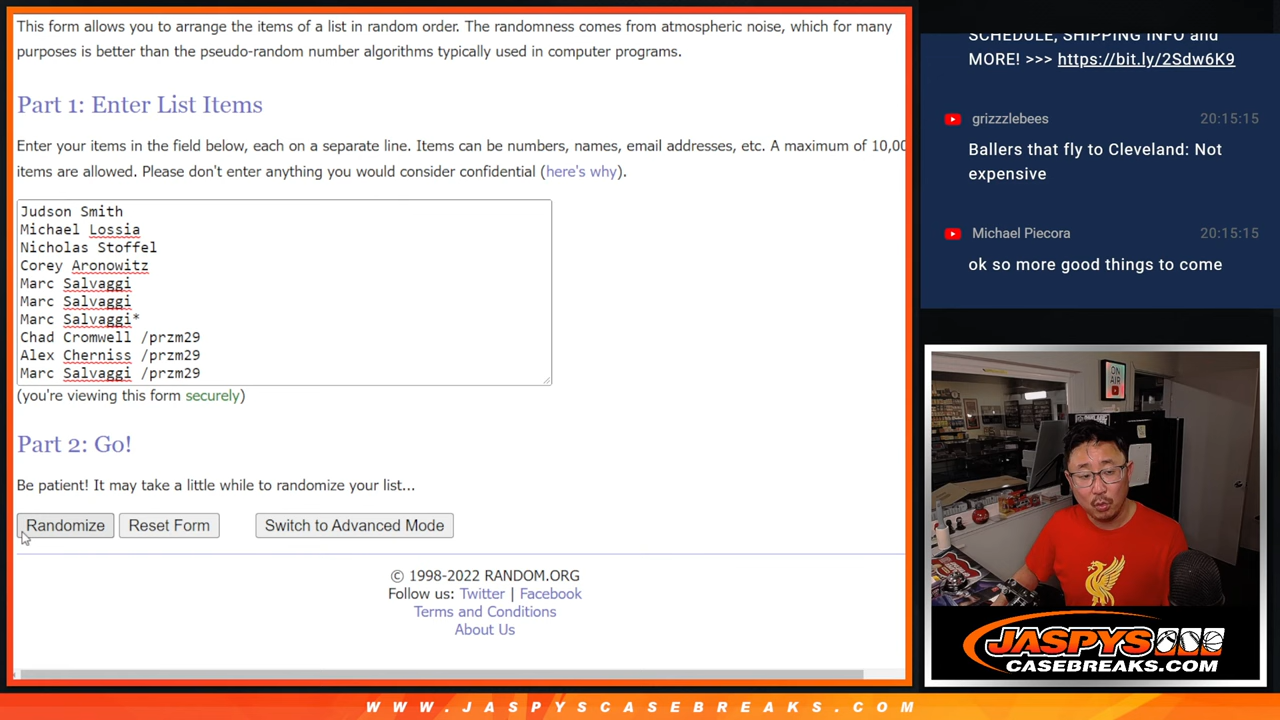 This form allows you to arrange the items of a list in random order. The randomness comes from atmospheric noise, which for many
purposes is better than the pseudo-random number algorithms typically used in computer programs.
Part 1: Enter List Items
Enter your items in the field below, each on a separate line. Items can be numbers, names, email addresses, etc. A maximum of 10,00
items are allowed. Please don't enter anything you would consider confidential (here's why).
Judson Smith
Michael Lossia
Nicholas Stoffel
Corey Aronowitz
Marc Salvaggi
Marc Salvaggi
Marc Salvaggi*
Chad Cromwell /przm29
Alex Cherniss /przm29
Marc Salvaggi /przm29
(you're viewing this form securely)
Part 2: Go!
Be patient! It may take a little while to randomize your list...
Randomize Reset Form Switch to Advanced Mode
© 1998-2022 RANDOM.ORG
Follow us: Twitter | Facebook
Terms and Conditions
About Us
SCHEDULE, SHIPPING INFO and
MORE! >>> https://bit.ly/2Sdw6K9
grizzzlebees 20:15:15
Ballers that fly to Cleveland: Not
expensive
Michael Piecora 20:15:15
ok so more good things to come
ON
AIR
JASPYS
CASEBREAKS.COM
WWW.JASPYSCASEBREAKS.COM